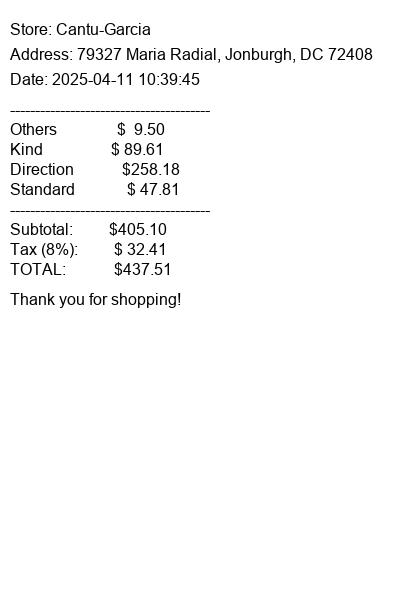 Store: Cantu-Garcia
Address: 79327 Maria Radial, Jonburgh, DC 72408
Date: 2025-04-11 10:39:45
----------------------------------------
Others $ 9.50
Kind $ 89.61
Direction $258.18
Standard $ 47.81
----------------------------------------
Subtotal: $405.10
Tax (8%): $ 32.41
TOTAL: $437.51
Thank you for shopping!